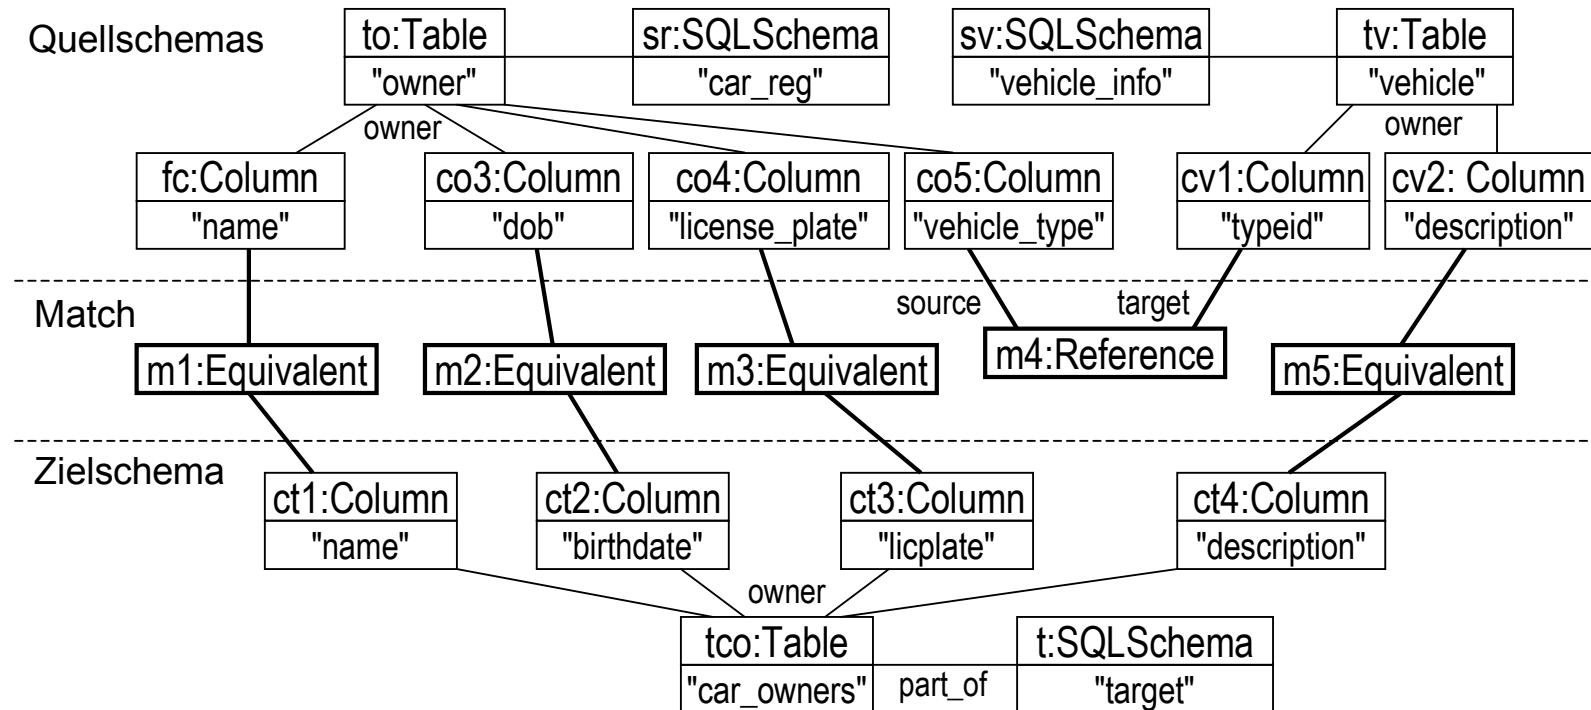 Quellschemas
to:Table
"owner"
sr:SQLSchema
"car_reg"
sv:SQLSchema
"vehicle_info"
tv:Table
"vehicle"
owner
owner
fc:Column
"name"
co3:Column
"dob"
co4:Column
"license_plate"
co5:Column
"vehicle_type"
cv1:Column
"typeid"
cv2: Column
"description"
Match
source
target
m1:Equivalent
m2:Equivalent
m3:Equivalent
m4:Reference
m5:Equivalent
Zielschema
ct1:Column
"name"
ct2:Column
"birthdate"
ct3:Column
"licplate"
ct4:Column
"description"
owner
tco:Table
"car_owners"
part_of
t:SQLSchema
"target"